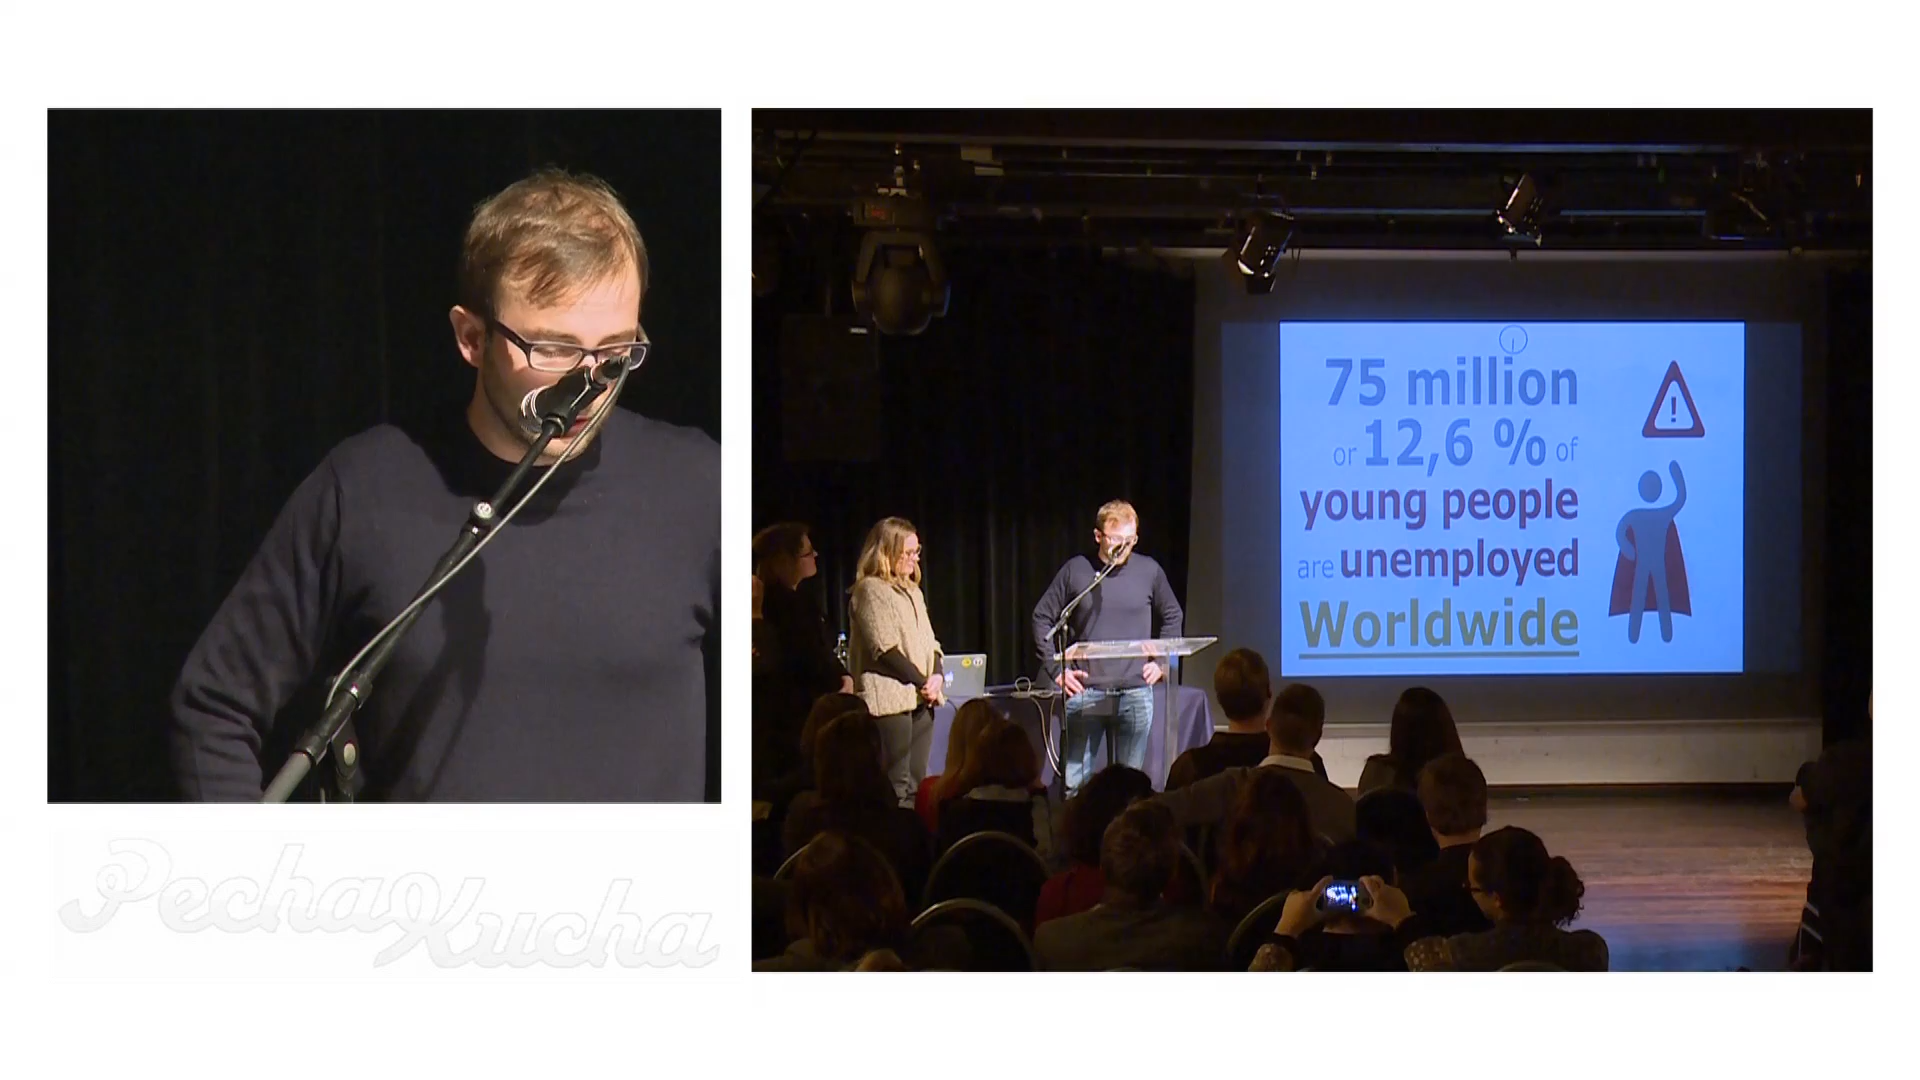 75 million
or 12,6 % of
young people
are unemployed
Worldwide
!
PechaKucha